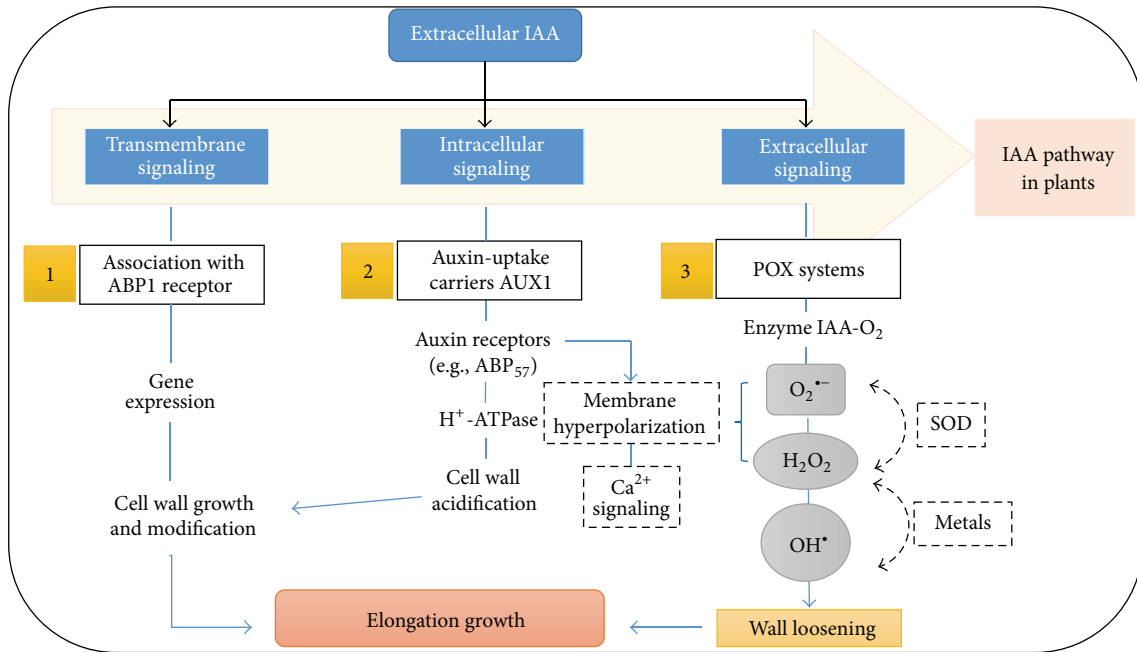 Extracellular IAA
Transmembrane
signaling
Intracellular
signaling
Extracellular
signaling
IAA pathway
in plants
1
Association with
ABP1 receptor
2
Auxin-uptake
carriers AUX1
3
POX systems
Gene
expression
Cell wall growth
and modification
Auxin receptors
(e.g., ABP₅₇)
H⁺-ATPase
Cell wall
acidification
Membrane
hyperpolarization
Ca²⁺
signaling
Enzyme IAA-O₂
O₂•⁻
H₂O₂
OH•
SOD
Metals
Elongation growth
Wall loosening